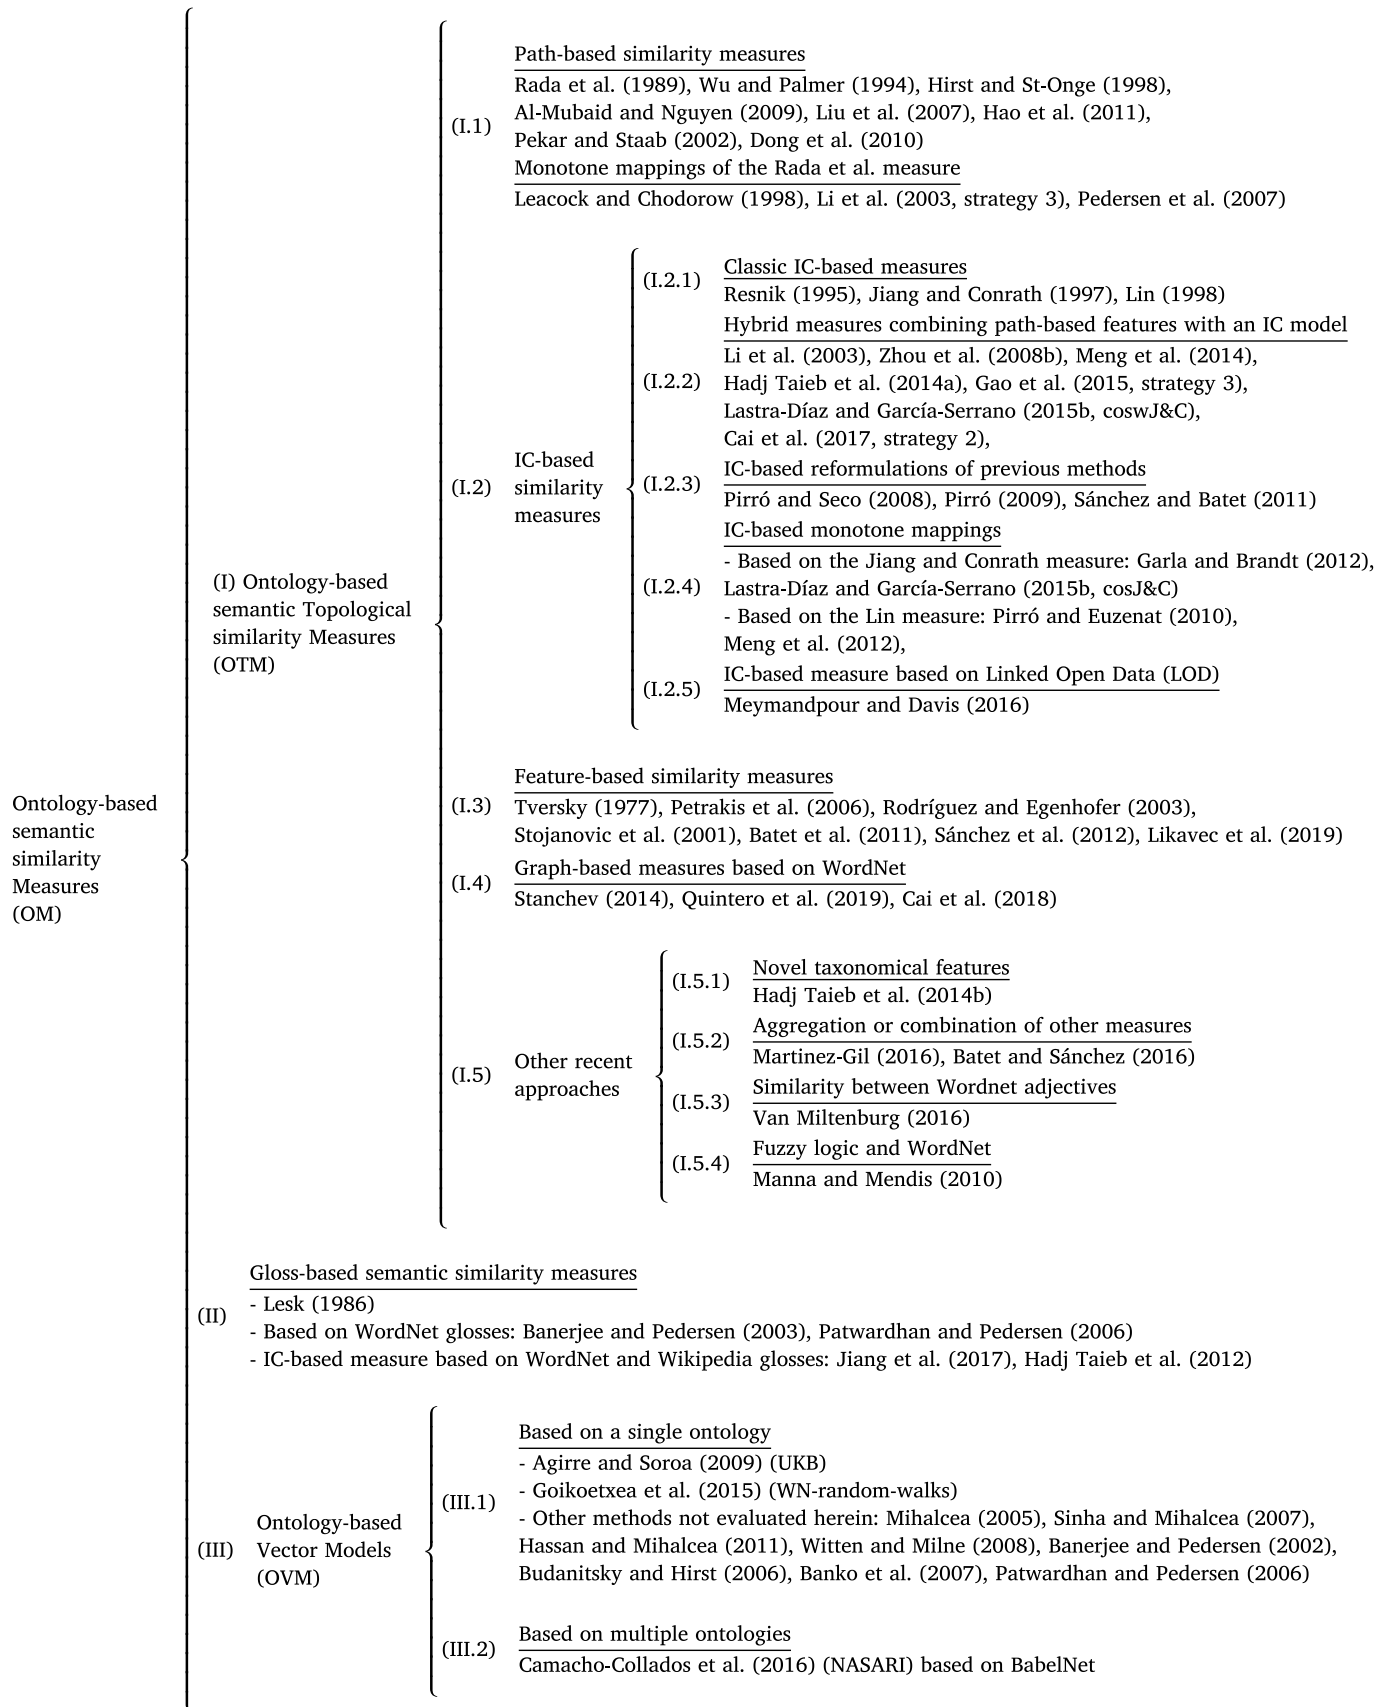 Ontology-based
semantic
similarity
Measures
(OM)
(I) Ontology-based
semantic Topological
similarity Measures
(OTM)
(I.1)
Path-based similarity measures
Rada et al. (1989), Wu and Palmer (1994), Hirst and St-Onge (1998),
Al-Mubaid and Nguyen (2009), Liu et al. (2007), Hao et al. (2011),
Pekar and Staab (2002), Dong et al. (2010)
Monotone mappings of the Rada et al. measure
Leacock and Chodorow (1998), Li et al. (2003, strategy 3), Pedersen et al. (2007)
(I.2)
IC-based
similarity
measures
(I.2.1)
Classic IC-based measures
Resnik (1995), Jiang and Conrath (1997), Lin (1998)
(I.2.2)
Hybrid measures combining path-based features with an IC model
Li et al. (2003), Zhou et al. (2008b), Meng et al. (2014),
Hadj Taieb et al. (2014a), Gao et al. (2015, strategy 3),
Lastra-Díaz and García-Serrano (2015b, coswJ&C),
Cai et al. (2017, strategy 2),
(I.2.3)
IC-based reformulations of previous methods
Pirró and Seco (2008), Pirró (2009), Sánchez and Batet (2011)
(I.2.4)
IC-based monotone mappings
- Based on the Jiang and Conrath measure: Garla and Brandt (2012),
Lastra-Díaz and García-Serrano (2015b, cosJ&C)
- Based on the Lin measure: Pirró and Euzenat (2010),
Meng et al. (2012),
(I.2.5)
IC-based measure based on Linked Open Data (LOD)
Meymandpour and Davis (2016)
(I.3)
Feature-based similarity measures
Tversky (1977), Petrakis et al. (2006), Rodríguez and Egenhofer (2003),
Stojanovic et al. (2001), Batet et al. (2011), Sánchez et al. (2012), Likavec et al. (2019)
(I.4)
Graph-based measures based on WordNet
Stanchev (2014), Quintero et al. (2019), Cai et al. (2018)
(I.5)
Other recent
approaches
(I.5.1)
Novel taxonomical features
Hadj Taieb et al. (2014b)
(I.5.2)
Aggregation or combination of other measures
Martinez-Gil (2016), Batet and Sánchez (2016)
(I.5.3)
Similarity between Wordnet adjectives
Van Miltenburg (2016)
(I.5.4)
Fuzzy logic and WordNet
Manna and Mendis (2010)
(II)
Gloss-based semantic similarity measures
- Lesk (1986)
- Based on WordNet glosses: Banerjee and Pedersen (2003), Patwardhan and Pedersen (2006)
- IC-based measure based on WordNet and Wikipedia glosses: Jiang et al. (2017), Hadj Taieb et al. (2012)
(III)
Ontology-based
Vector Models
(OVM)
(III.1)
Based on a single ontology
- Agirre and Soroa (2009) (UKB)
- Goikoetxea et al. (2015) (WN-random-walks)
- Other methods not evaluated herein: Mihalcea (2005), Sinha and Mihalcea (2007),
Hassan and Mihalcea (2011), Witten and Milne (2008), Banerjee and Pedersen (2002),
Budanitsky and Hirst (2006), Banko et al. (2007), Patwardhan and Pedersen (2006)
(III.2)
Based on multiple ontologies
Camacho-Collados et al. (2016) (NASARI) based on BabelNet